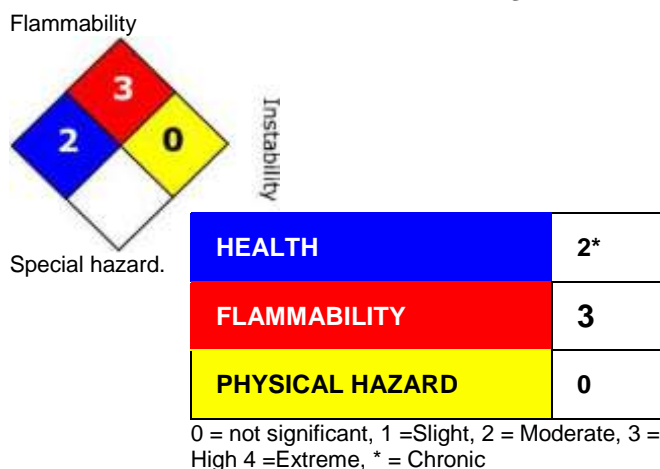 Flammability
3
2 0
Instability
Special hazard.
HEALTH 2*
FLAMMABILITY 3
PHYSICAL HAZARD 0
0 = not significant, 1 =Slight, 2 = Moderate, 3 =
High 4 =Extreme, * = Chronic